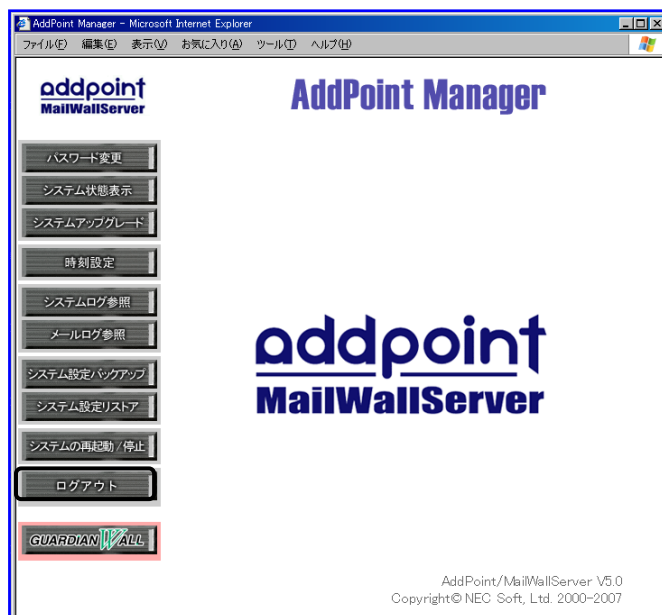 AddPoint Manager - Microsoft Internet Explorer
ファイル(F) 編集(E) 表示(V) お気に入り(A) ツール(T) ヘルプ(H)
addpoint
MailWallServer
AddPoint Manager
パスワード変更
システム状態表示
システムアップグレード
時刻設定
システムログ参照
メールログ参照
システム設定バックアップ
システム設定リストア
システムの再起動/停止
ログアウト
GUARDIAN WALL
addpoint
MailWallServer
AddPoint/MailWallServer V5.0
Copyright© NEC Soft, Ltd. 2000-2007